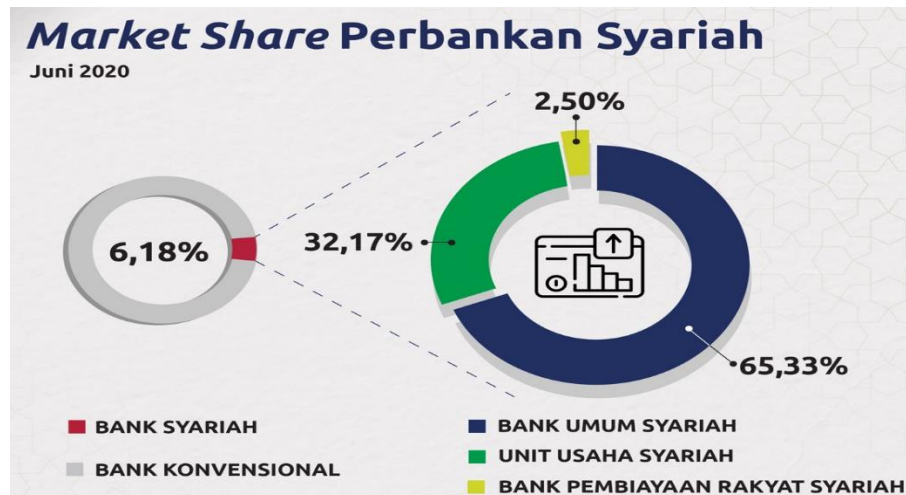 Market Share Perbankan Syariah
Juni 2020
2,50%
6,18%
32,17%
65,33%
BANK SYARIAH
BANK KONVENSIONAL
BANK UMUM SYARIAH
UNIT USAHA SYARIAH
BANK PEMBIAYAAN RAKYAT SYARIAH